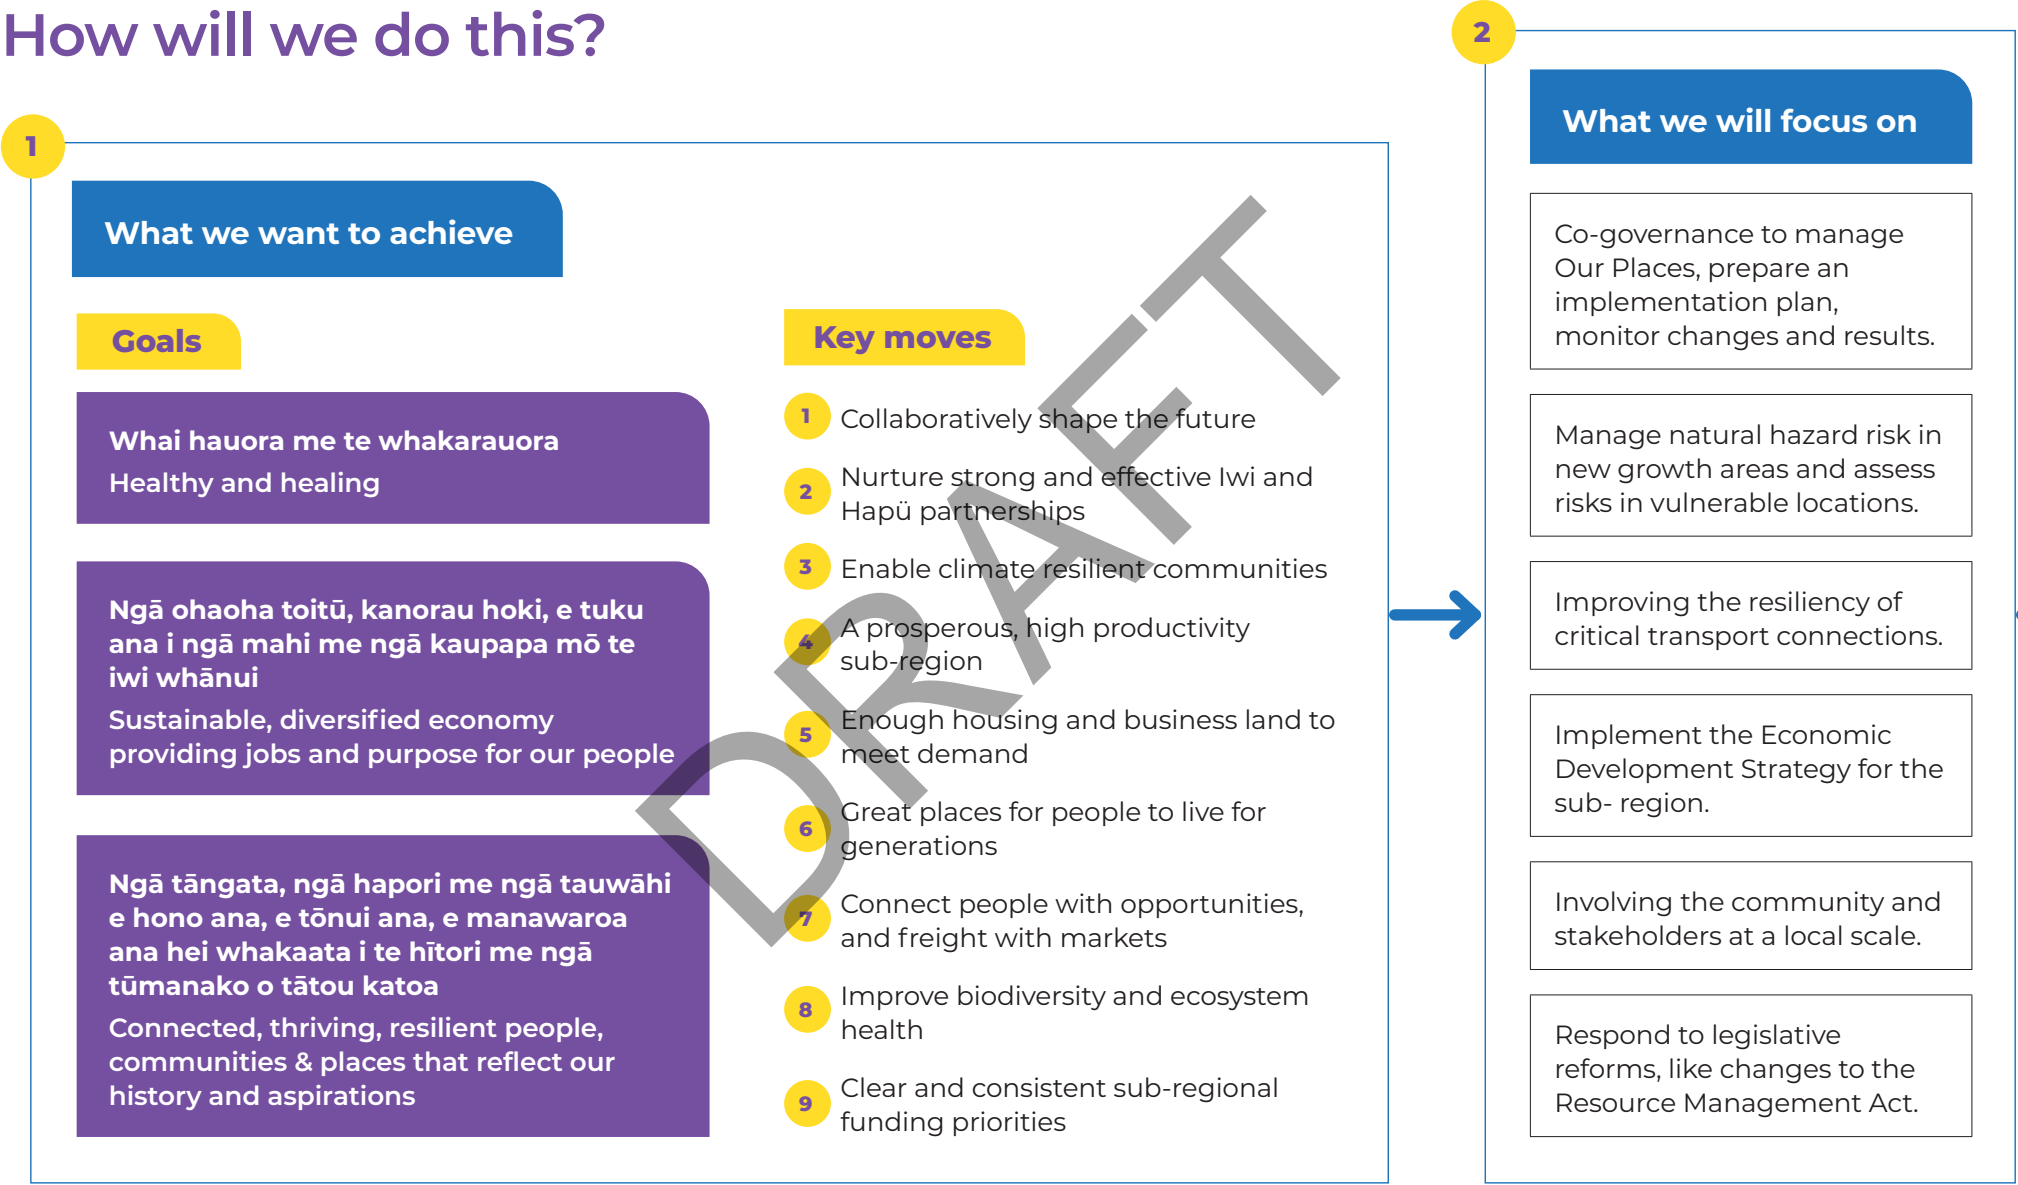 How will we do this?
1
What we want to achieve
Goals
Whai hauora me te whakarauora
Healthy and healing
Ngā ohaoha toitū, kanorau hoki, e tuku
ana i ngā mahi me ngā kaupapa mō te
iwi whānui
Sustainable, diversified economy
providing jobs and purpose for our people
Ngā tāngata, ngā hapori me ngā tauwāhi
e hono ana, e tōnui ana, e manawaroa
ana hei whakaata i te hītori me ngā
tūmanako o tātou katoa
Connected, thriving, resilient people,
communities & places that reflect our
history and aspirations
Key moves
1 Collaboratively shape the future
2 Nurture strong and effective Iwi and
Hapü partnerships
3 Enable climate resilient communities
4 A prosperous, high productivity
sub-region
5 Enough housing and business land to
meet demand
6 Great places for people to live for
generations
7 Connect people with opportunities,
and freight with markets
8 Improve biodiversity and ecosystem
health
9 Clear and consistent sub-regional
funding priorities
DRAFT
2
What we will focus on
Co-governance to manage
Our Places, prepare an
implementation plan,
monitor changes and results.
Manage natural hazard risk in
new growth areas and assess
risks in vulnerable locations.
Improving the resiliency of
critical transport connections.
Implement the Economic
Development Strategy for the
sub- region.
Involving the community and
stakeholders at a local scale.
Respond to legislative
reforms, like changes to the
Resource Management Act.